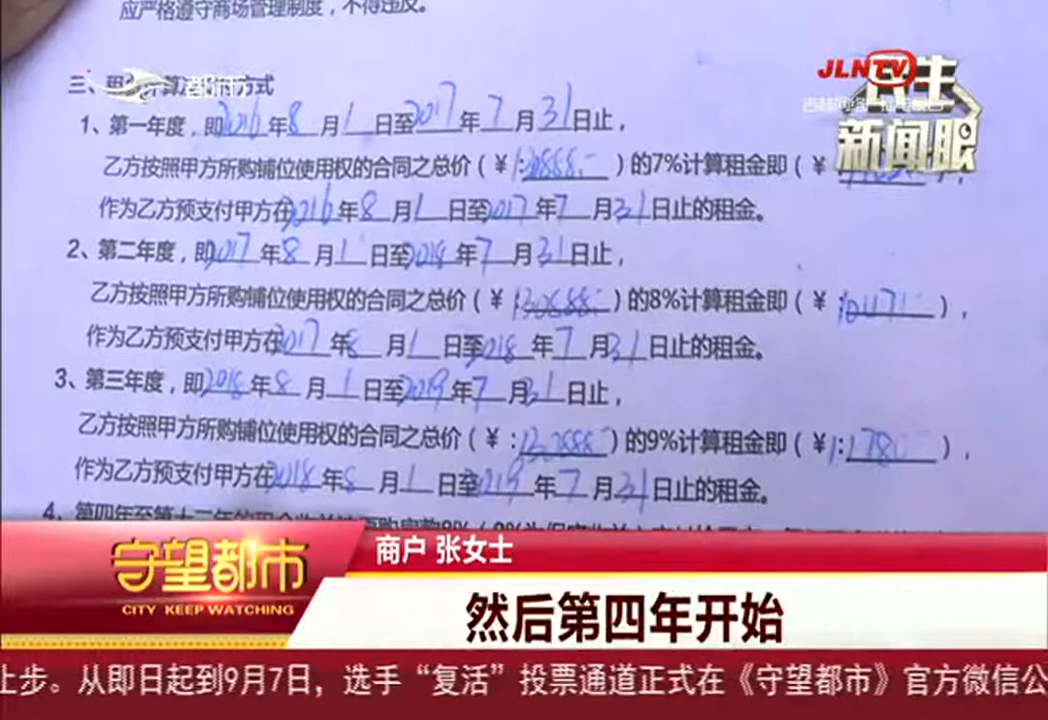 应严格遵守商场管理制度，不得违反。
都市
JLNTV
民生
新闻眼
1、第一年度，即2016年8月1日至2017年7月31日止，
乙方按照甲方所购铺位使用权的合同之总价（￥：）的7%计算租金即（￥
作为乙方预支付甲方在2016年8月1日至2017年7月31日止的租金。
2、第二年度，即2017年8月1日至2018年7月31日止，
乙方按照甲方所购铺位使用权的合同之总价（￥）的8%计算租金即（￥：），
作为乙方预支付甲方在2017年8月1日至2018年7月31日止的租金。
3、第三年度，即2018年8月1日至2019年7月31日止，
乙方按照甲方所购铺位使用权的合同之总价（￥：）的9%计算租金即（￥：），
作为乙方预支付甲方在2018年8月1日至2019年7月31日止的租金。
守望都市
CITY KEEP WATCHING
商户 张女士
然后第四年开始
止步。从即日起到9月7日，选手“复活”投票通道正式在《守望都市》官方微信公